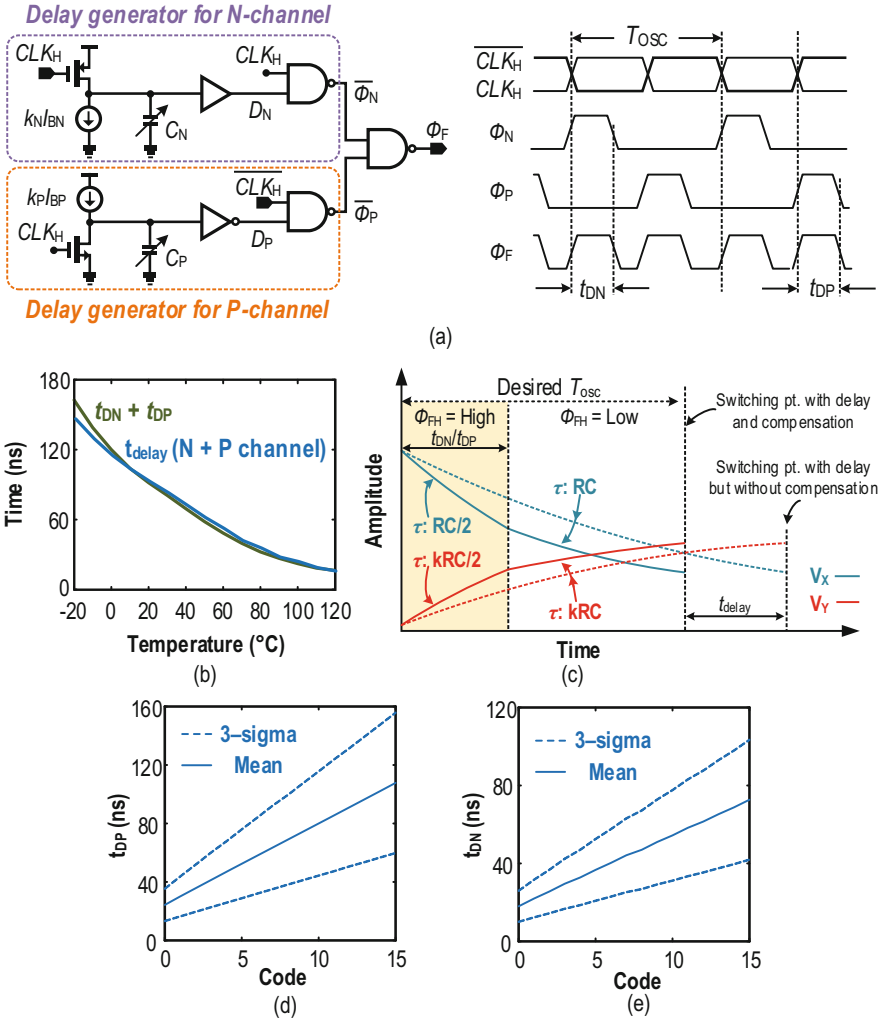 Delay generator for N-channel
CLKH
kNIBN
CN
DN
CLKH
ΦN
ΦF
kPIBP
CLKH
CP
DP
CLKH
ΦP
Delay generator for P-channel
TOSC
CLKH
CLKH
ΦN
ΦP
ΦF
tDN
tDP
(a)
180
120
60
0
Time (ns)
tDN + tDP
tdelay (N + P channel)
-20 0 20 40 60 80 100 120
Temperature (°C)
(b)
Desired Tosc
ΦFH = High
ΦFH = Low
tDN/tDP
Switching pt. with delay
and compensation
Switching pt. with delay
but without compensation
Amplitude
τ: RC
τ: RC/2
τ: kRC/2
τ: kRC
VX
VY
tdelay
Time
(c)
160
120
80
40
0
tDP (ns)
3–sigma
Mean
0 5 10 15
Code
(d)
120
80
40
0
tDN (ns)
3–sigma
Mean
0 5 10 15
Code
(e)